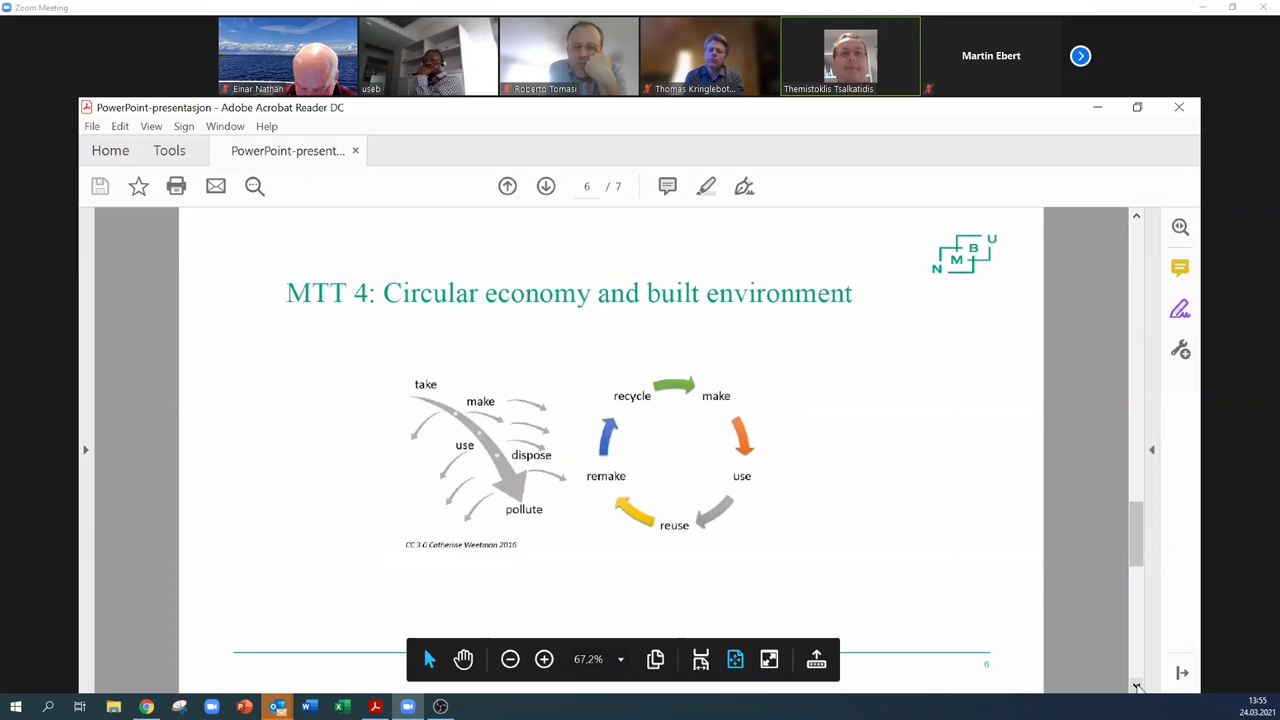 Zoom Meeting
Einar Nathan
useb
Roberto Tomasi
Thomas Kringlebot...
Themistoklis Tsalkatidis
Martin Ebert
PowerPoint-presentasjon - Adobe Acrobat Reader DC
File Edit View Sign Window Help
Home Tools PowerPoint-present...
6 / 7
N M B U
MTT 4: Circular economy and built environment
take
make
use
dispose
pollute
recycle
make
use
reuse
remake
CC 3.0 Catherine Weetman 2016
67,2%
6
13:55
24.03.2021